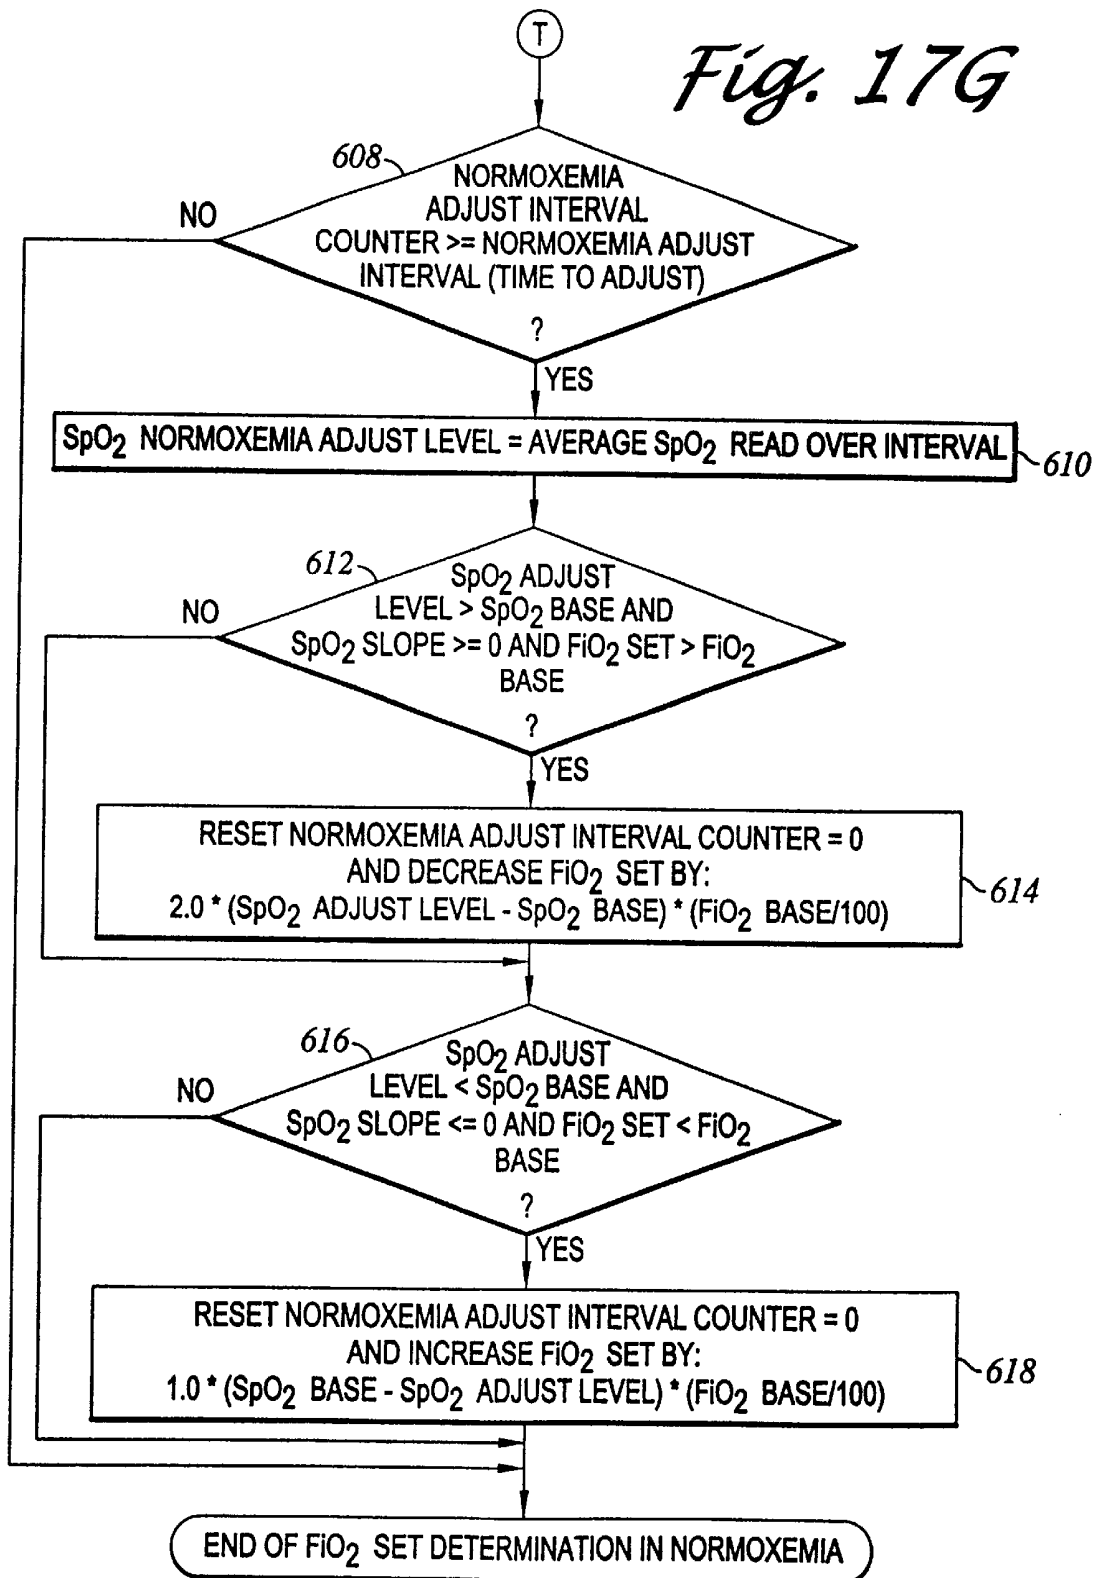 T
Fig. 17G
608
NORMOXEMIA
ADJUST INTERVAL
COUNTER >= NORMOXEMIA ADJUST
INTERVAL (TIME TO ADJUST)
?
NO
YES
SpO2 NORMOXEMIA ADJUST LEVEL = AVERAGE SpO2 READ OVER INTERVAL
610
612
SpO2 ADJUST
LEVEL > SpO2 BASE AND
SpO2 SLOPE >= 0 AND FiO2 SET > FiO2
BASE
?
NO
YES
RESET NORMOXEMIA ADJUST INTERVAL COUNTER = 0
AND DECREASE FiO2 SET BY:
2.0 * (SpO2 ADJUST LEVEL - SpO2 BASE) * (FiO2 BASE/100)
614
616
SpO2 ADJUST
LEVEL < SpO2 BASE AND
SpO2 SLOPE <= 0 AND FiO2 SET < FiO2
BASE
?
NO
YES
RESET NORMOXEMIA ADJUST INTERVAL COUNTER = 0
AND INCREASE FiO2 SET BY:
1.0 * (SpO2 BASE - SpO2 ADJUST LEVEL) * (FiO2 BASE/100)
618
END OF FiO2 SET DETERMINATION IN NORMOXEMIA